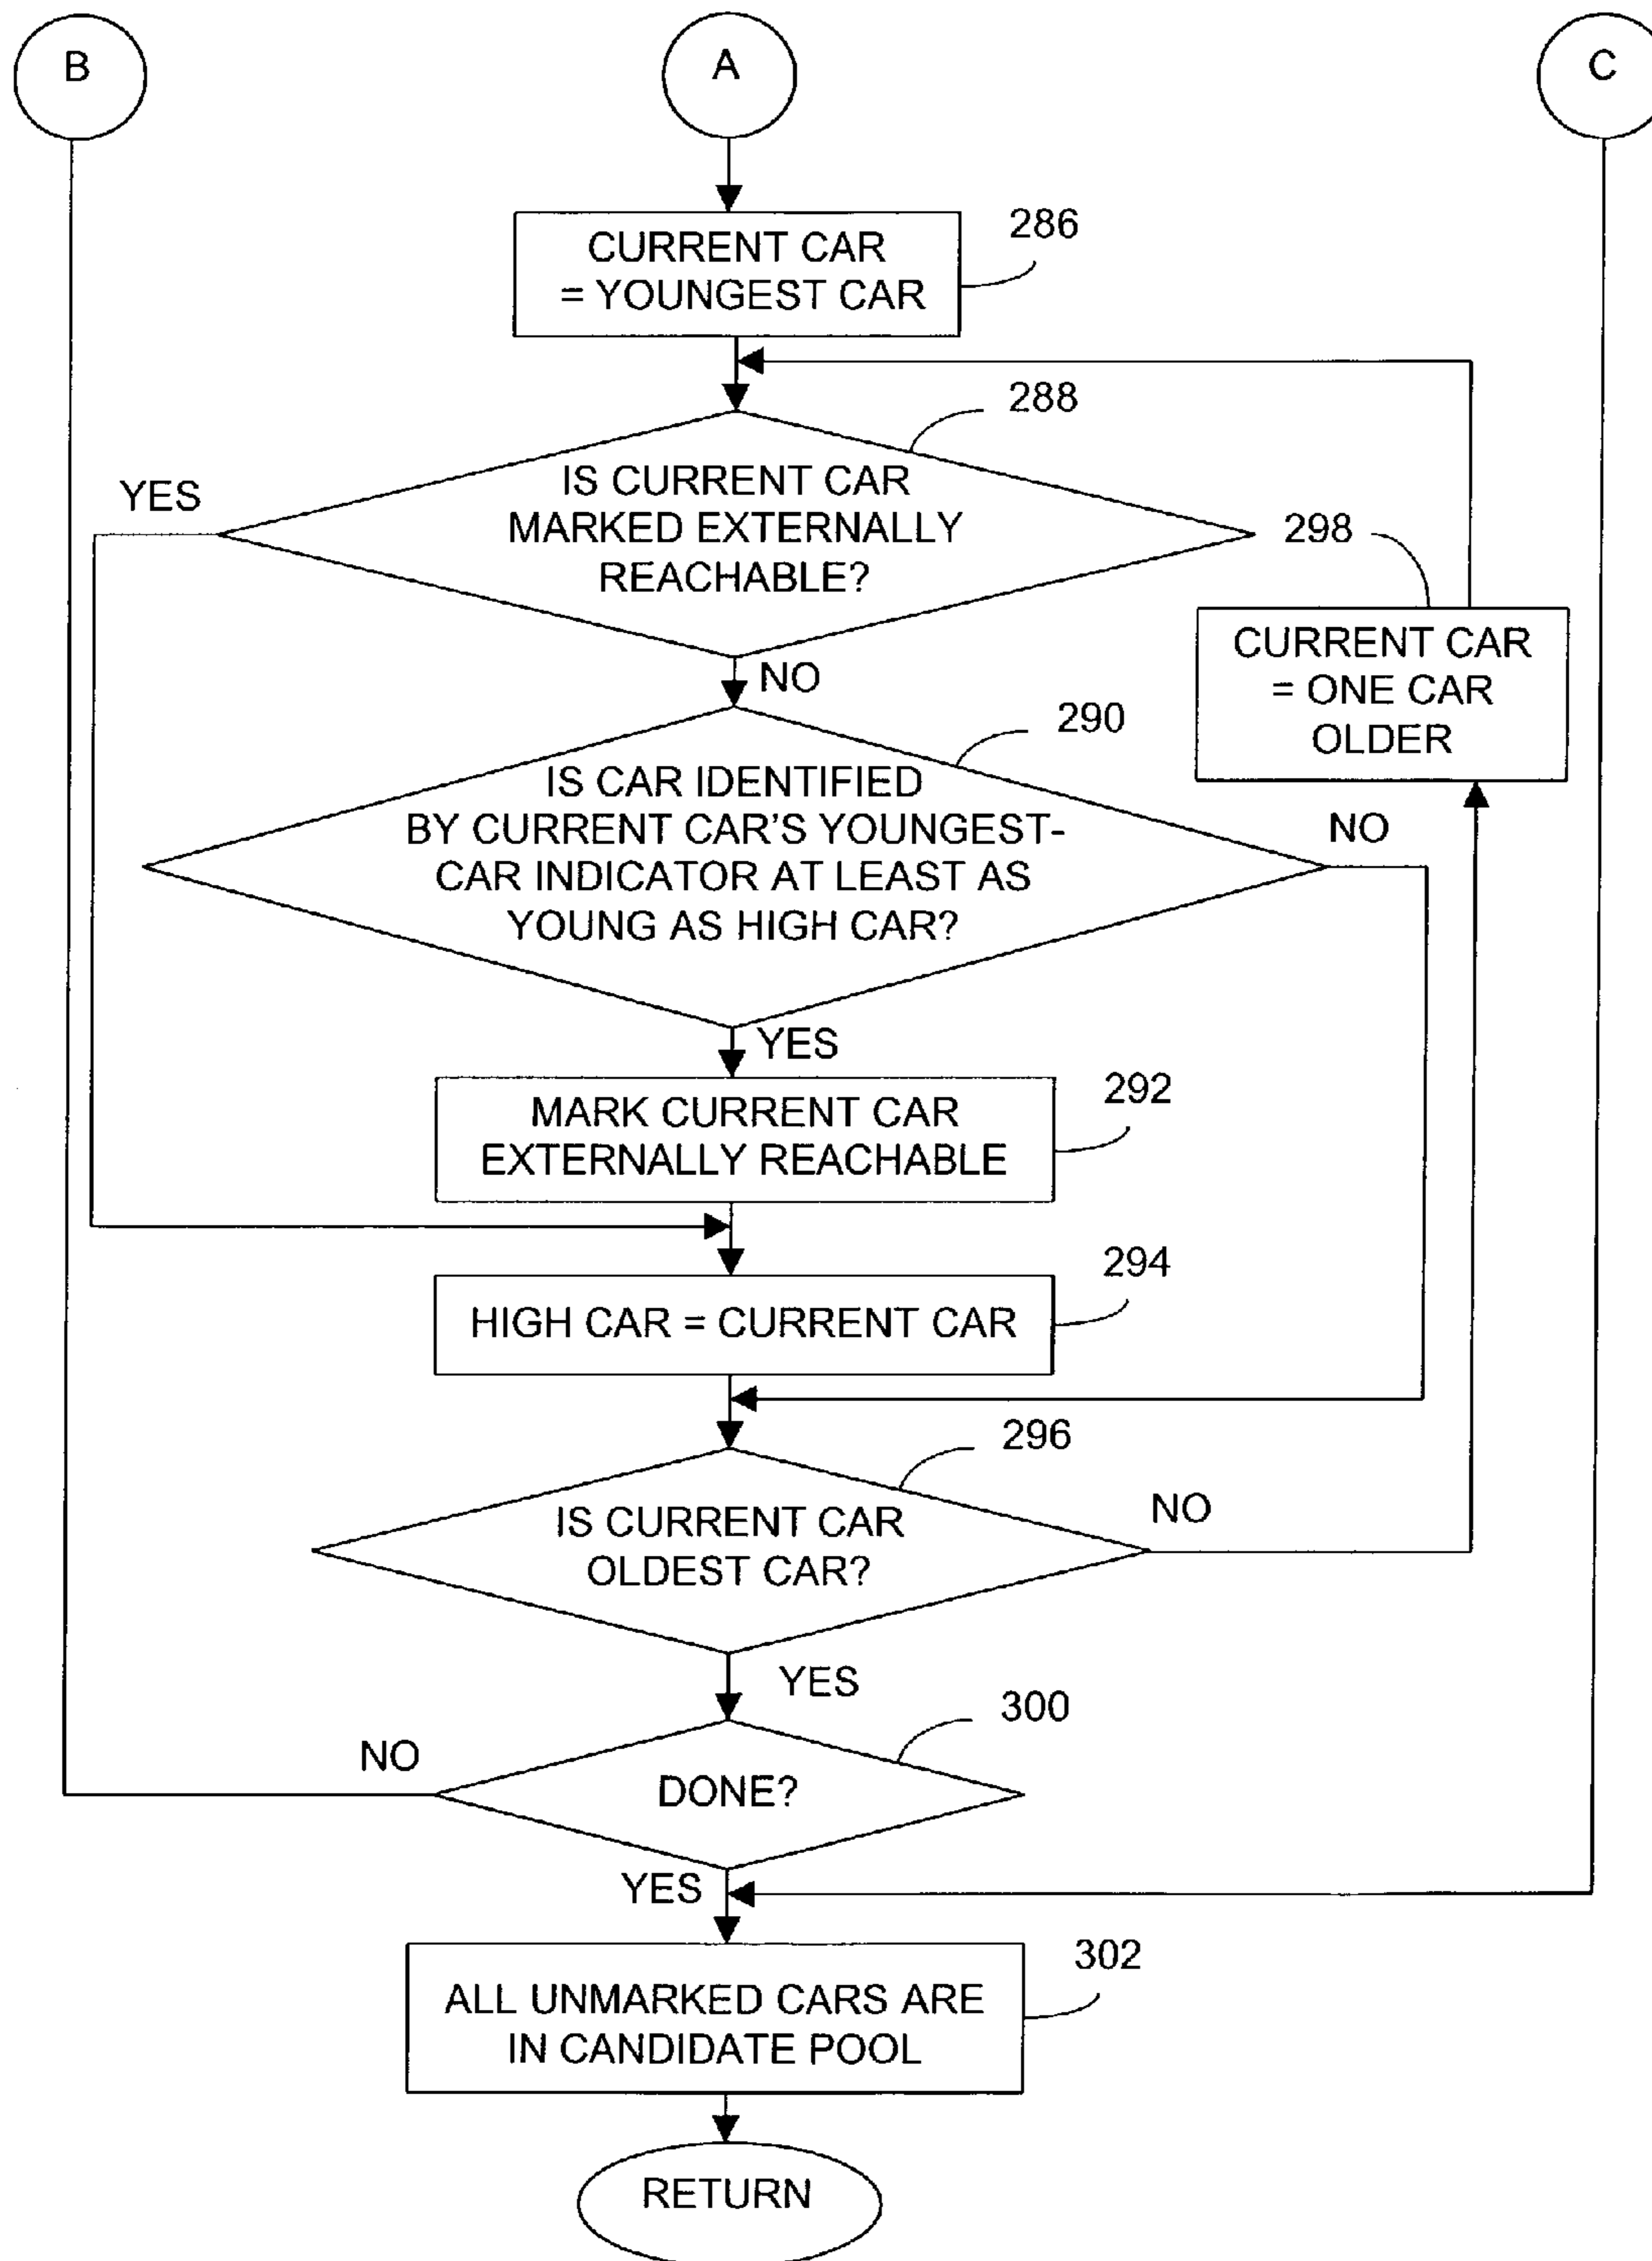 B
A
C
CURRENT CAR
= YOUNGEST CAR
286
288
IS CURRENT CAR
MARKED EXTERNALLY
REACHABLE?
YES
NO
298
CURRENT CAR
= ONE CAR
OLDER
290
IS CAR IDENTIFIED
BY CURRENT CAR'S YOUNGEST-
CAR INDICATOR AT LEAST AS
YOUNG AS HIGH CAR?
NO
YES
MARK CURRENT CAR
EXTERNALLY REACHABLE
292
HIGH CAR = CURRENT CAR
294
296
IS CURRENT CAR
OLDEST CAR?
NO
YES
300
DONE?
NO
YES
ALL UNMARKED CARS ARE
IN CANDIDATE POOL
302
RETURN